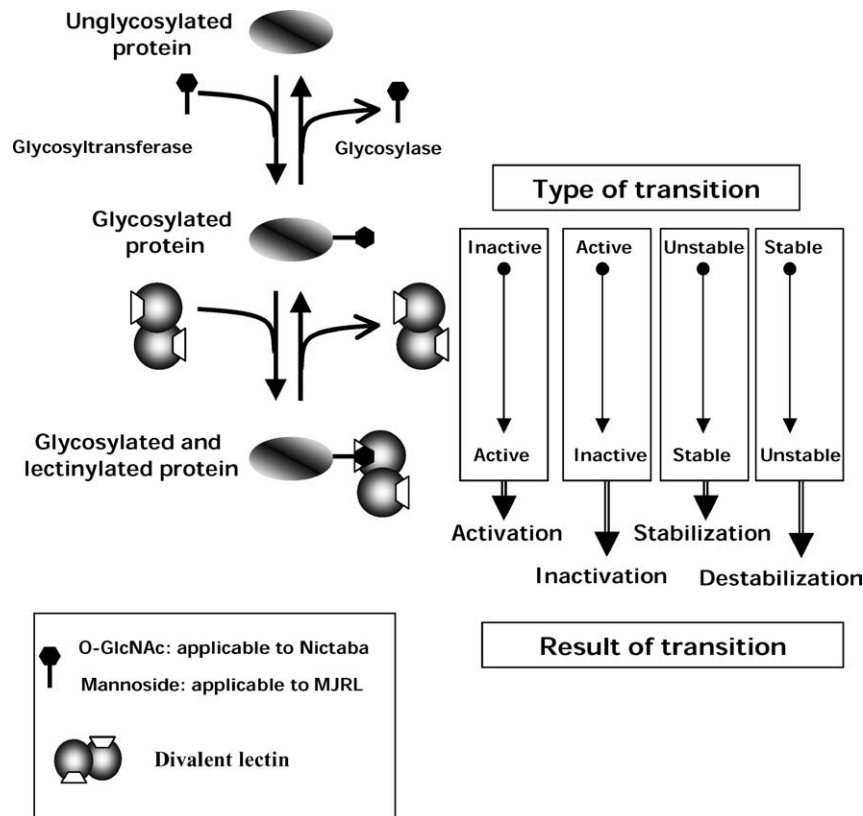 Unglycosylated
protein
Glycosyltransferase
Glycosylase
Glycosylated
protein
Glycosylated and
lectinylated protein
Type of transition
Inactive
Active
Unstable
Stable
Active
Inactive
Stable
Unstable
Activation
Stabilization
Inactivation
Destabilization
Result of transition
O-GlcNAc: applicable to Nictaba
Mannoside: applicable to MJRL
Divalent lectin